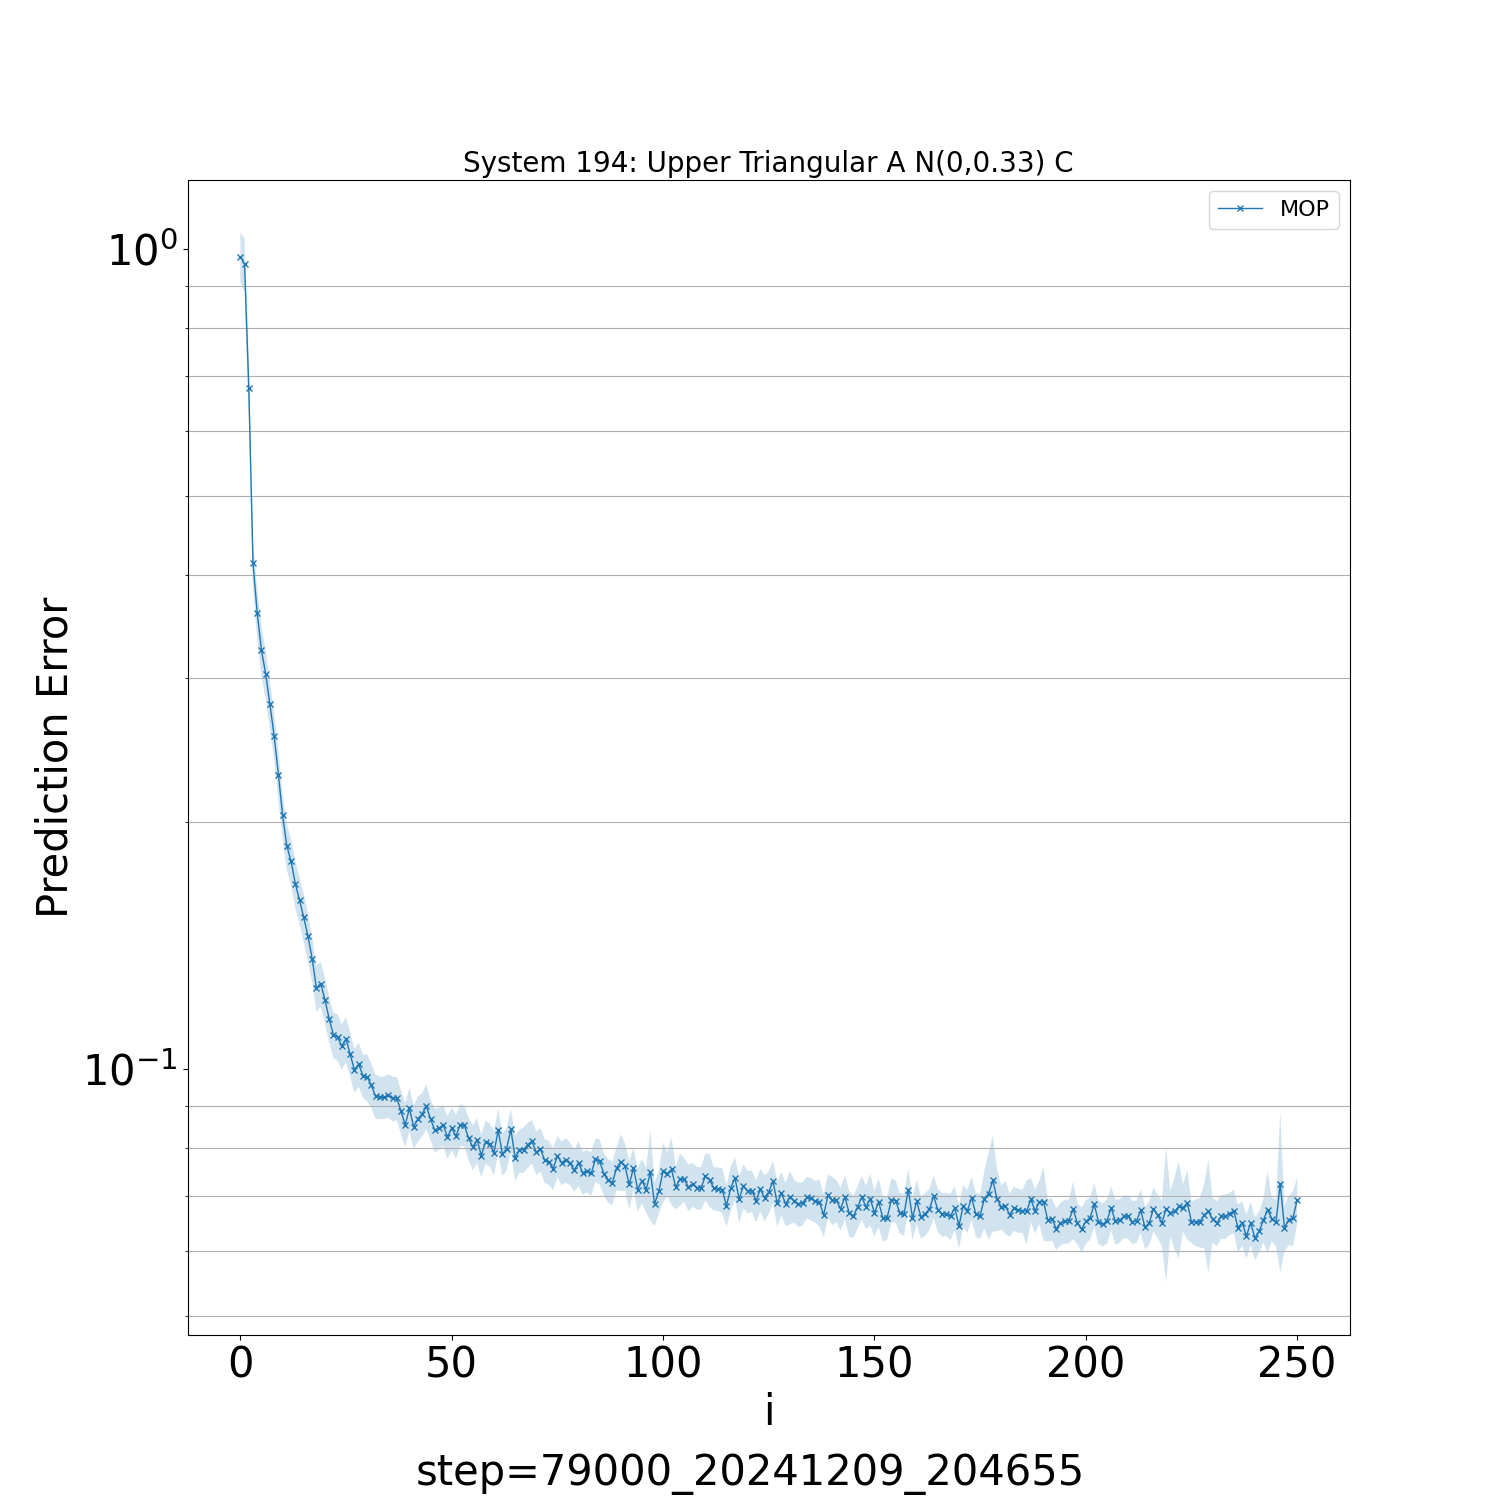 System 194: Upper Triangular A N(0,0.33) C
MOP
10⁰
10⁻¹
Prediction Error
0 50 100 150 200 250
i
step=79000_20241209_204655